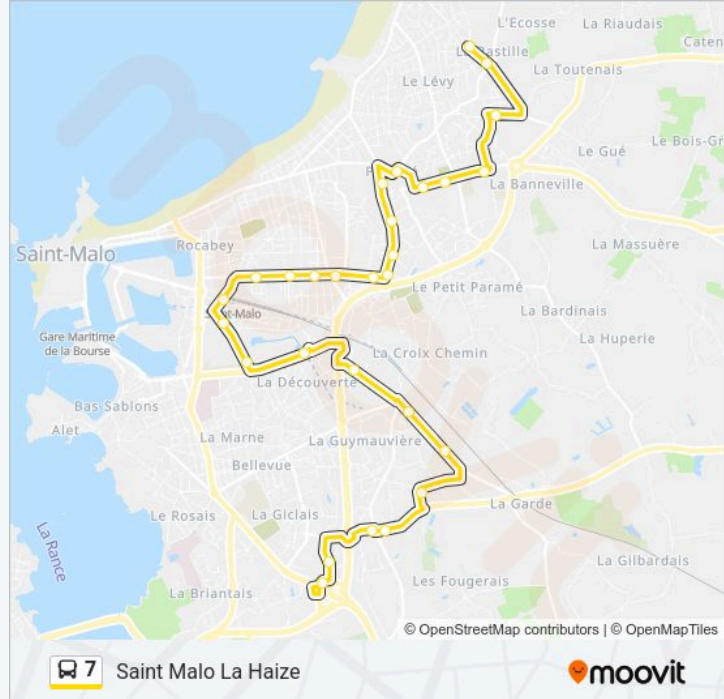 L'Ecosse
La Riaudais
La Bastille
Caten
La Toutenais
Le Lévy
Le Gué
Le Bois-Gr
La Banneville
Saint-Malo
Rocabey
La Massuère
Le Petit Paramé
La Bardinais
Saint-Malo
Gare Maritime
de la Bourse
La Huperie
La Croix Chemin
La Découverte
Bas-Sablons
Alet
La Marne
La Guymauvière
Bellevue
La Garde
Le Rosais
La Giclais
La Rance
La Gilbardais
Les Fougerais
La Briantais
© OpenStreetMap contributors | © OpenMapTiles
7 Saint Malo La Haize
moovit